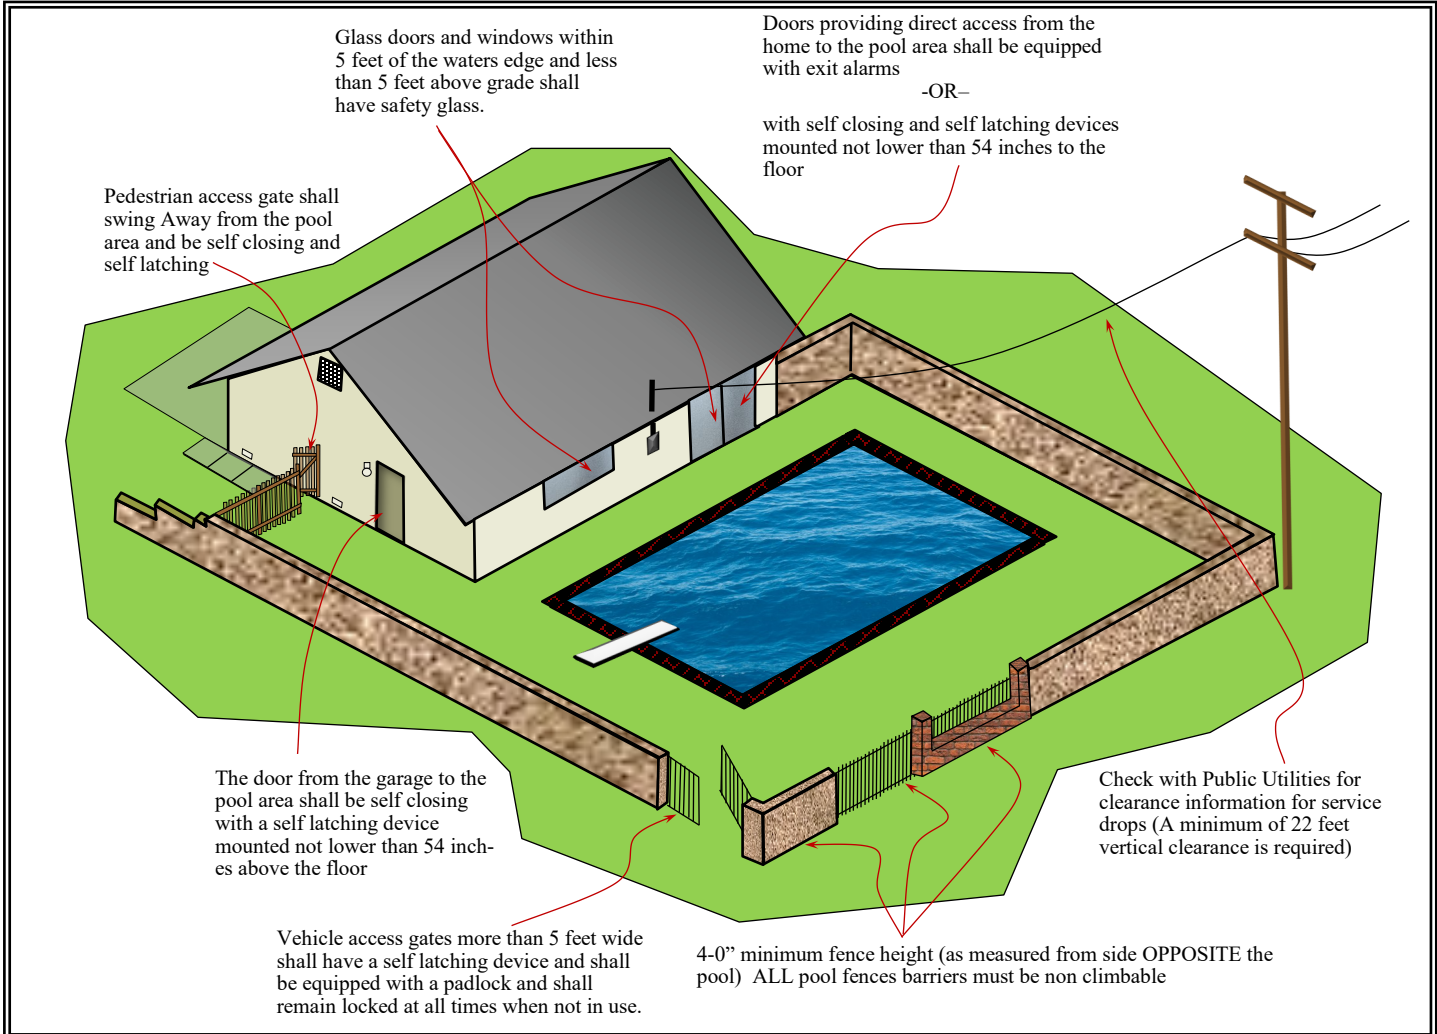 Glass doors and windows within
5 feet of the waters edge and less
than 5 feet above grade shall
have safety glass.
Doors providing direct access from the
home to the pool area shall be equipped
with exit alarms
-OR–
with self closing and self latching devices
mounted not lower than 54 inches to the
floor
Pedestrian access gate shall
swing Away from the pool
area and be self closing and
self latching
The door from the garage to the
pool area shall be self closing
with a self latching device
mounted not lower than 54 inch-
es above the floor
Check with Public Utilities for
clearance information for service
drops (A minimum of 22 feet
vertical clearance is required)
Vehicle access gates more than 5 feet wide
shall have a self latching device and shall
be equipped with a padlock and shall
remain locked at all times when not in use.
4-0” minimum fence height (as measured from side OPPOSITE the
pool)  ALL pool fences barriers must be non climbable